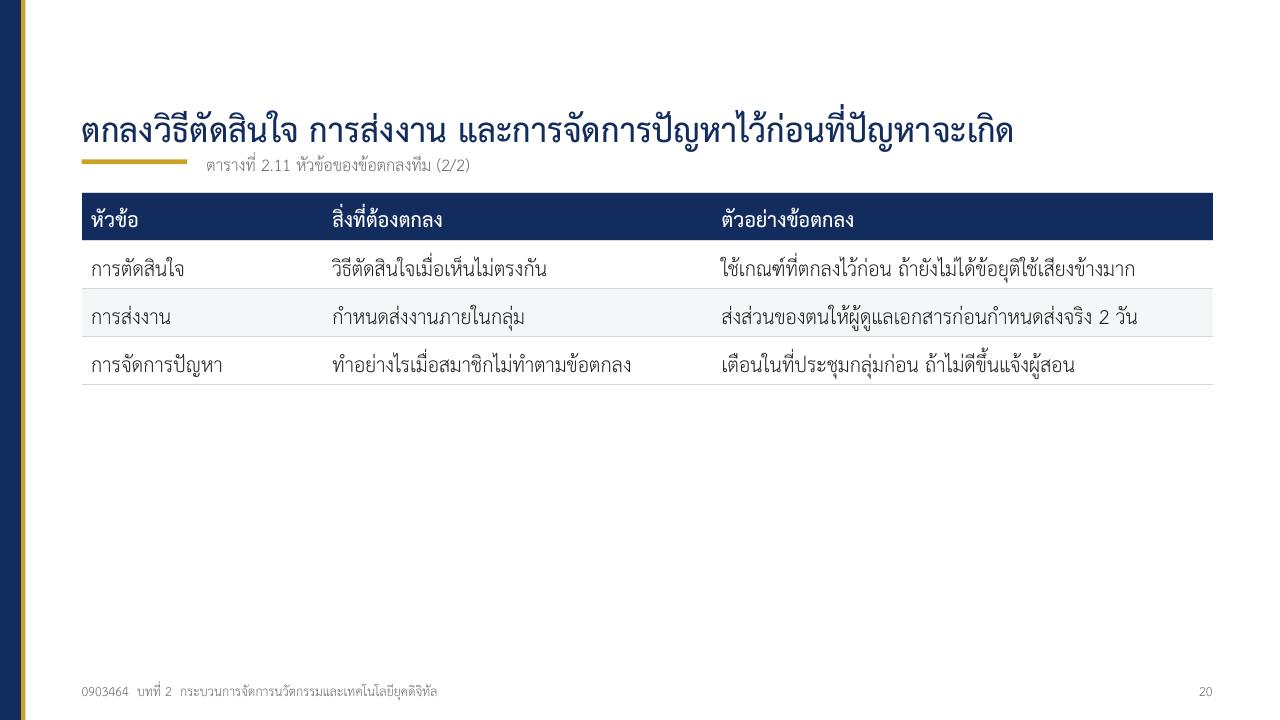 ตกลงวิธีตัดสินใจ การส่งงาน และการจัดการปัญหาไว้ก่อนที่ปัญหาจะเกิด
ตารางที่ 2.11 หัวข้อของข้อตกลงทีม (2/2)
หัวข้อ สิ่งที่ต้องตกลง ตัวอย่างข้อตกลง
การตัดสินใจ วิธีตัดสินใจเมื่อเห็นไม่ตรงกัน ใช้เกณฑ์ที่ตกลงไว้ก่อน ถ้ายังไม่ได้ข้อยุติใช้เสียงข้างมาก
การส่งงาน กำหนดส่งงานภายในกลุ่ม ส่งส่วนของตนให้ผู้ดูแลเอกสารก่อนกำหนดส่งจริง 2 วัน
การจัดการปัญหา ทำอย่างไรเมื่อสมาชิกไม่ทำตามข้อตกลง เตือนในที่ประชุมกลุ่มก่อน ถ้าไม่ดีขึ้นแจ้งผู้สอน
0903464 บทที่ 2 กระบวนการจัดการนวัตกรรมและเทคโนโลยียุคดิจิทัล 20